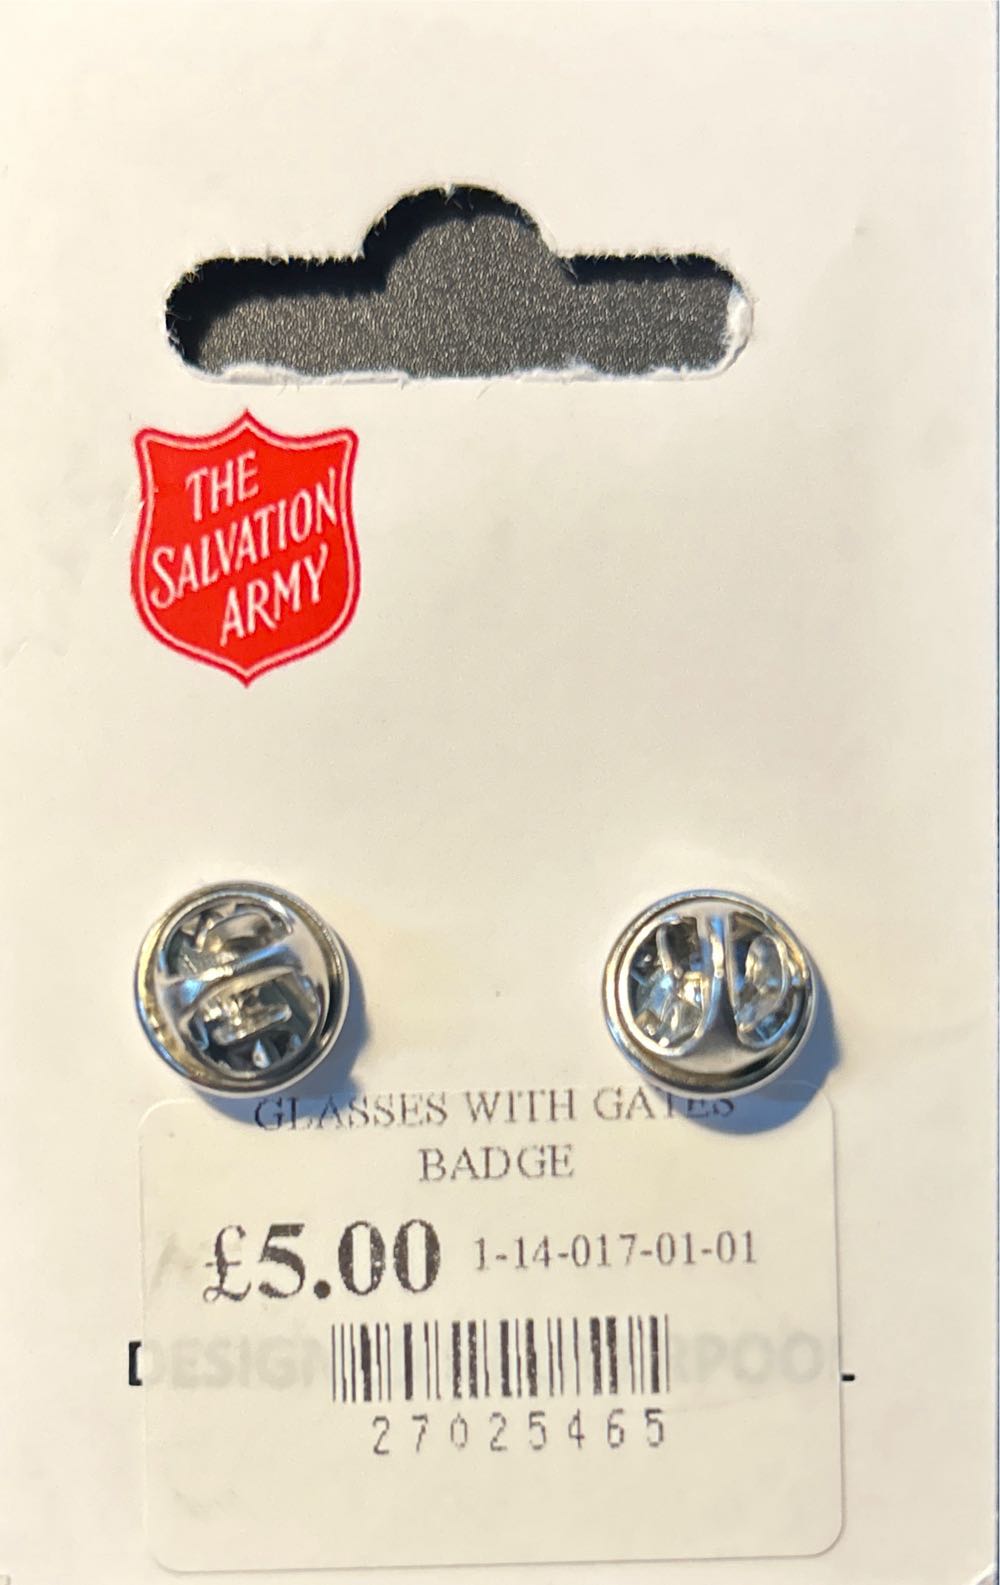 THE
SALVATION
ARMY
GLASSES WITH GATES
BADGE
£5.00 1-14-017-01-01
27025465